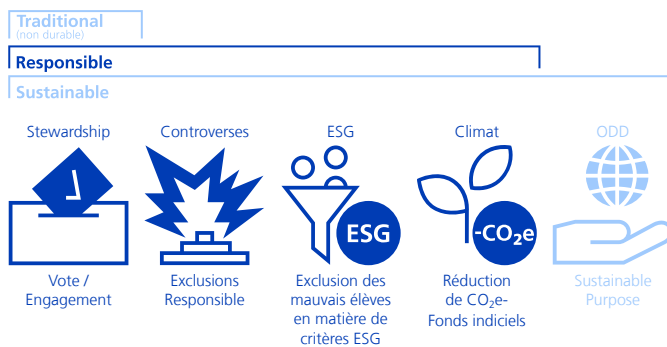 Traditional
(non durable)
Responsible
Sustainable
Stewardship
Controverses
ESG
Climat
ODD
ESG
-CO₂e
Vote /
Engagement
Exclusions
Responsible
Exclusion des
mauvais élèves
en matière de
critères ESG
Réduction
de CO₂e-
Fonds indiciels
Sustainable
Purpose